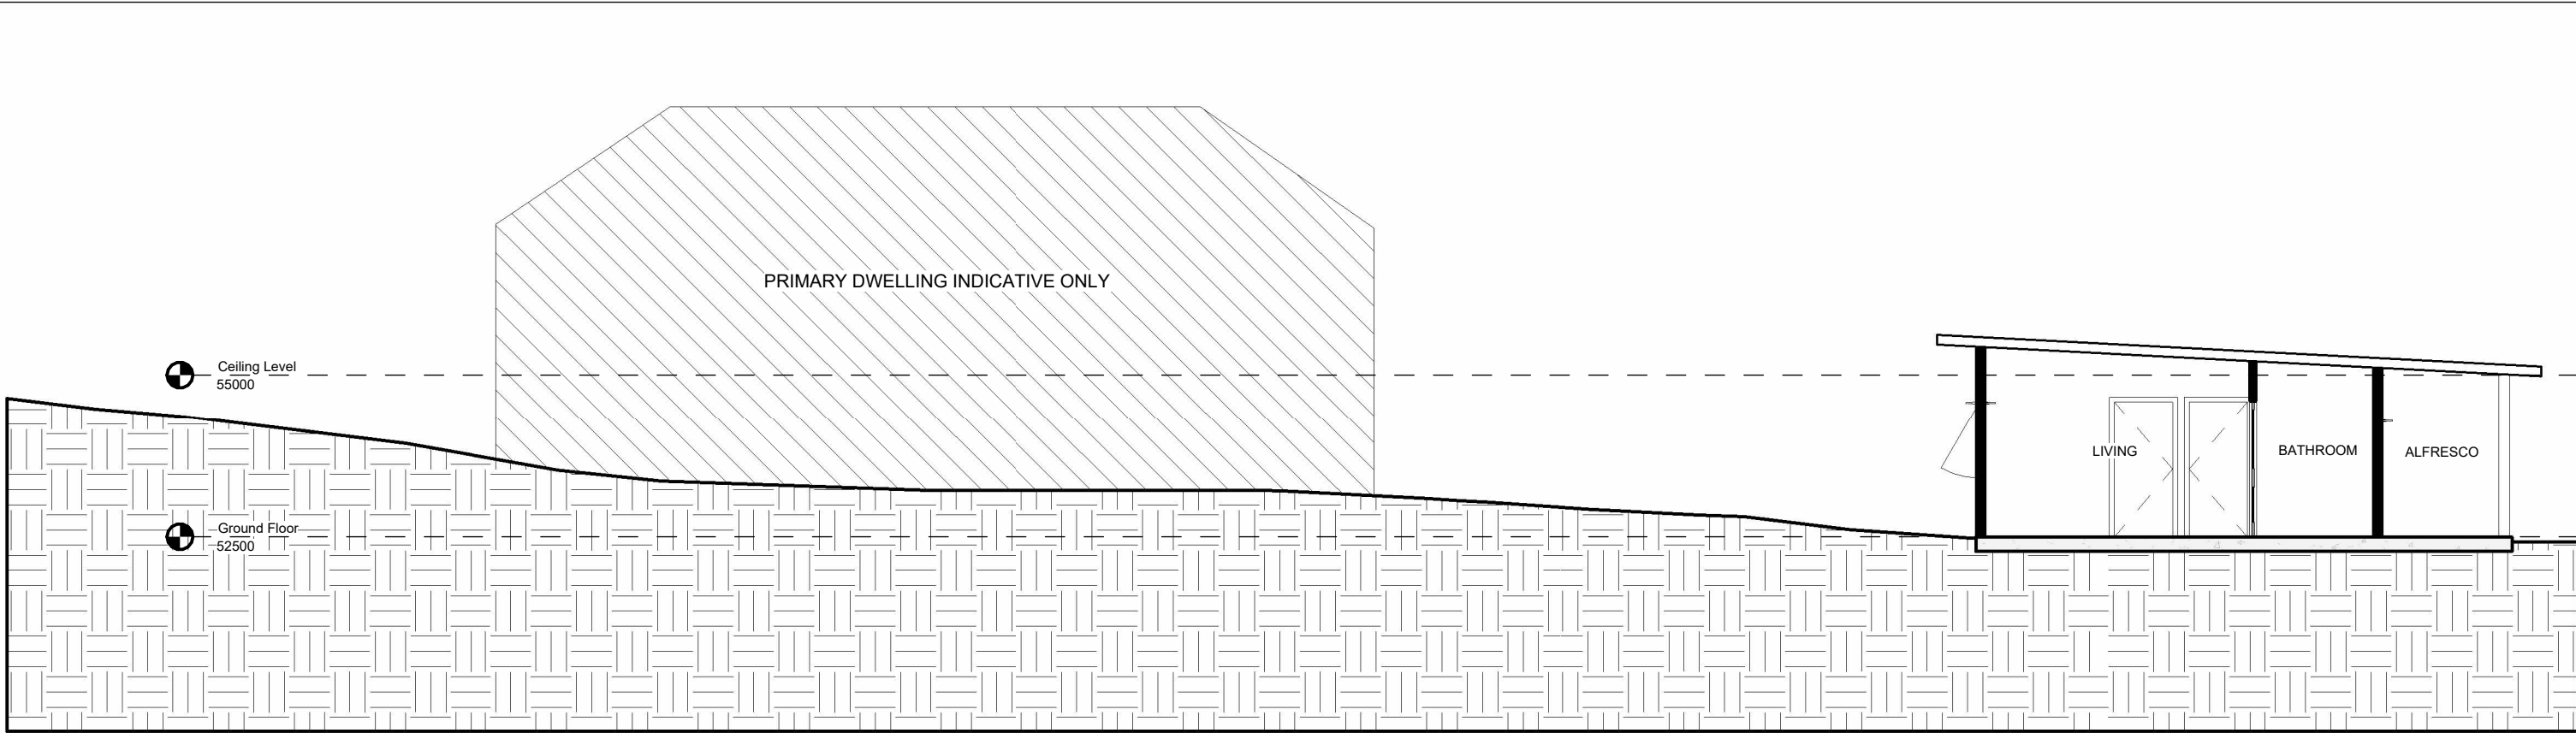 PRIMARY DWELLING INDICATIVE ONLY
Ceiling Level
55000
LIVING
BATHROOM
ALFRESCO
Ground Floor
52500